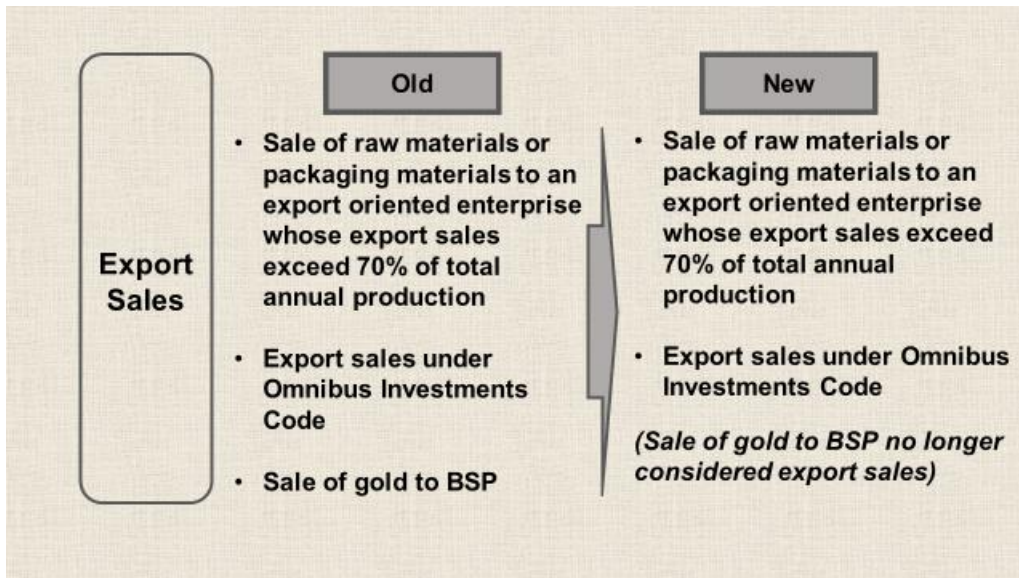 Export
Sales
Old
• Sale of raw materials or
packaging materials to an
export oriented enterprise
whose export sales
exceed 70% of total
annual production
• Export sales under
Omnibus Investments
Code
• Sale of gold to BSP
New
• Sale of raw materials or
packaging materials to an
export oriented enterprise
whose export sales exceed
70% of total annual
production
• Export sales under Omnibus
Investments Code
(Sale of gold to BSP no longer
considered export sales)